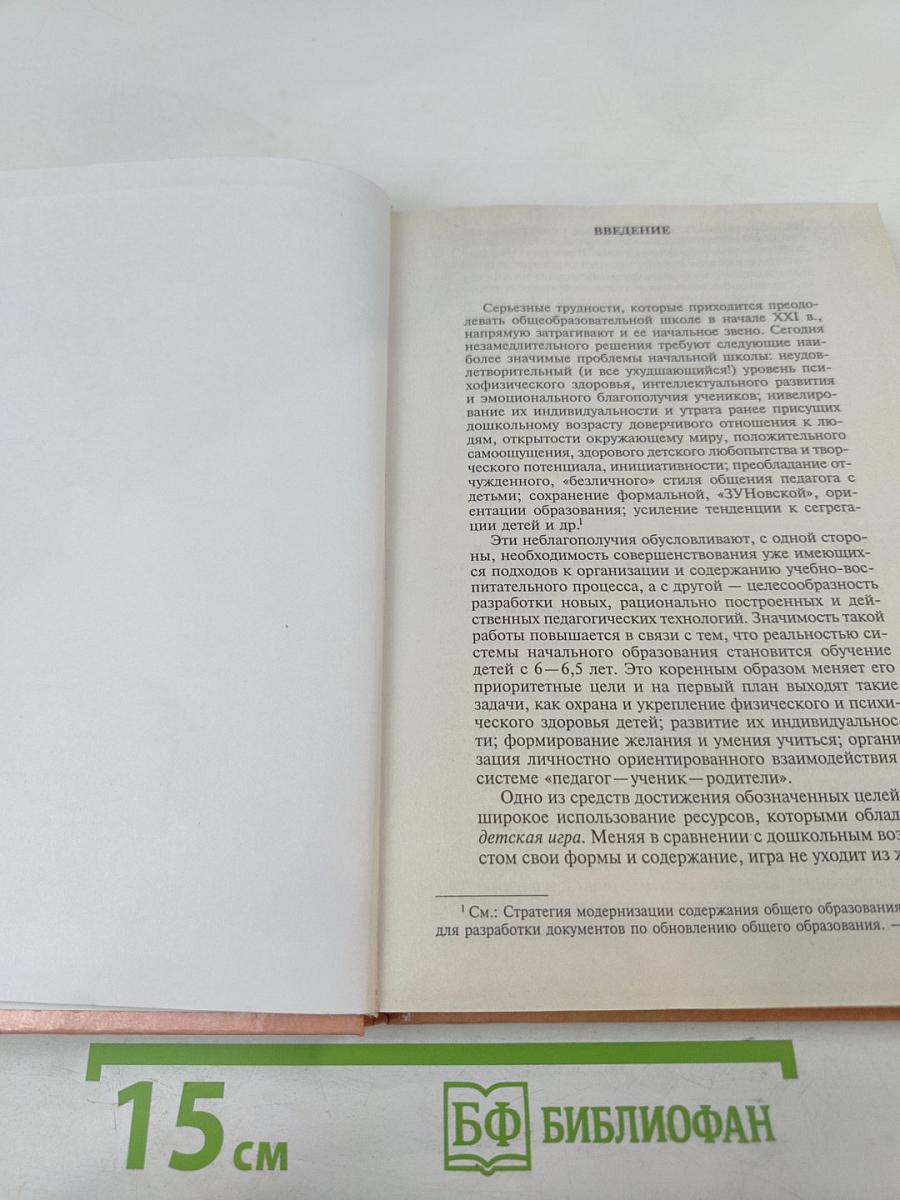 ВВЕДЕНИЕ
Серьезные трудности, которые приходится преодо-
левать общеобразовательной школе в начале XXI в.,
напрямую затрагивают и ее начальное звено. Сегодня
незамедлительного решения требуют следующие наи-
более значимые проблемы начальной школы: неудов-
летворительный (и все ухудшающийся!) уровень пси-
хофизического здоровья, интеллектуального развития
и эмоционального благополучия учеников; нивелиро-
вание их индивидуальности и утрата ранее присущих
дошкольному возрасту доверчивого отношения к лю-
дям, открытости окружающему миру, положительного
самоощущения, здорового детского любопытства и твор-
ческого потенциала, инициативности; преобладание от-
чужденного, «безличного» стиля общения педагога с
детьми; сохранение формальной, «ЗУНовской», ори-
ентации образования; усиление тенденции к сегрега-
ции детей и др.¹
Эти неблагополучия обусловливают, с одной сторо-
ны, необходимость совершенствования уже имеющих-
ся подходов к организации и содержанию учебно-вос-
питательного процесса, а с другой — целесообразность
разработки новых, рационально построенных и дей-
ственных педагогических технологий. Значимость такой
работы повышается в связи с тем, что реальностью си-
стемы начального образования становится обучение
детей с 6—6,5 лет. Это коренным образом меняет его
приоритетные цели и на первый план выходят такие
задачи, как охрана и укрепление физического и психи-
ческого здоровья детей; развитие их индивидуальнос-
ти; формирование желания и умения учиться; органи
зация личностно ориентированного взаимодействия
системе «педагог—ученик—родители».
Одно из средств достижения обозначенных целей
широкое использование ресурсов, которыми облад
детская игра. Меняя в сравнении с дошкольным воз
стом свои формы и содержание, игра не уходит из ж
¹ См.: Стратегия модернизации содержания общего образования
для разработки документов по обновлению общего образования. —
15 см
БФ БИБЛИОФАН